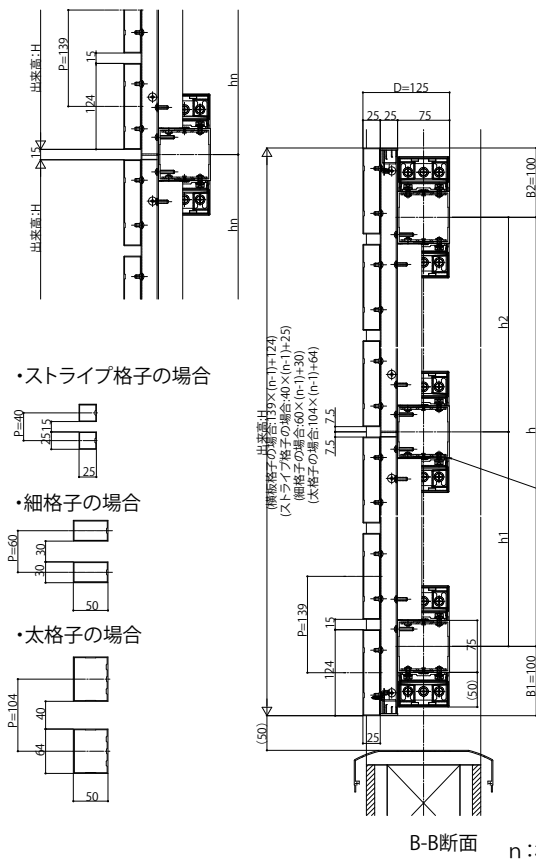 出来高:H
P=139
15
124
hn
15
出来高:H
hn
・ストライプ格子の場合
P=40
15
25
25
・細格子の場合
P=60
30
30
50
・太格子の場合
P=104
40
64
50
D=125
25
25
75
B2=100
h2
h
h1
B1=100
出来高:H
(横板格子の場合:139×(n-1)+124)
(ストライプ格子の場合:40×(n-1)+25)
(細格子の場合:60×(n-1)+30)
(太格子の場合:104×(n-1)+64)
7.5
7.5
P=139
15
124
75
(50)
(50)
25
B-B断面
n: